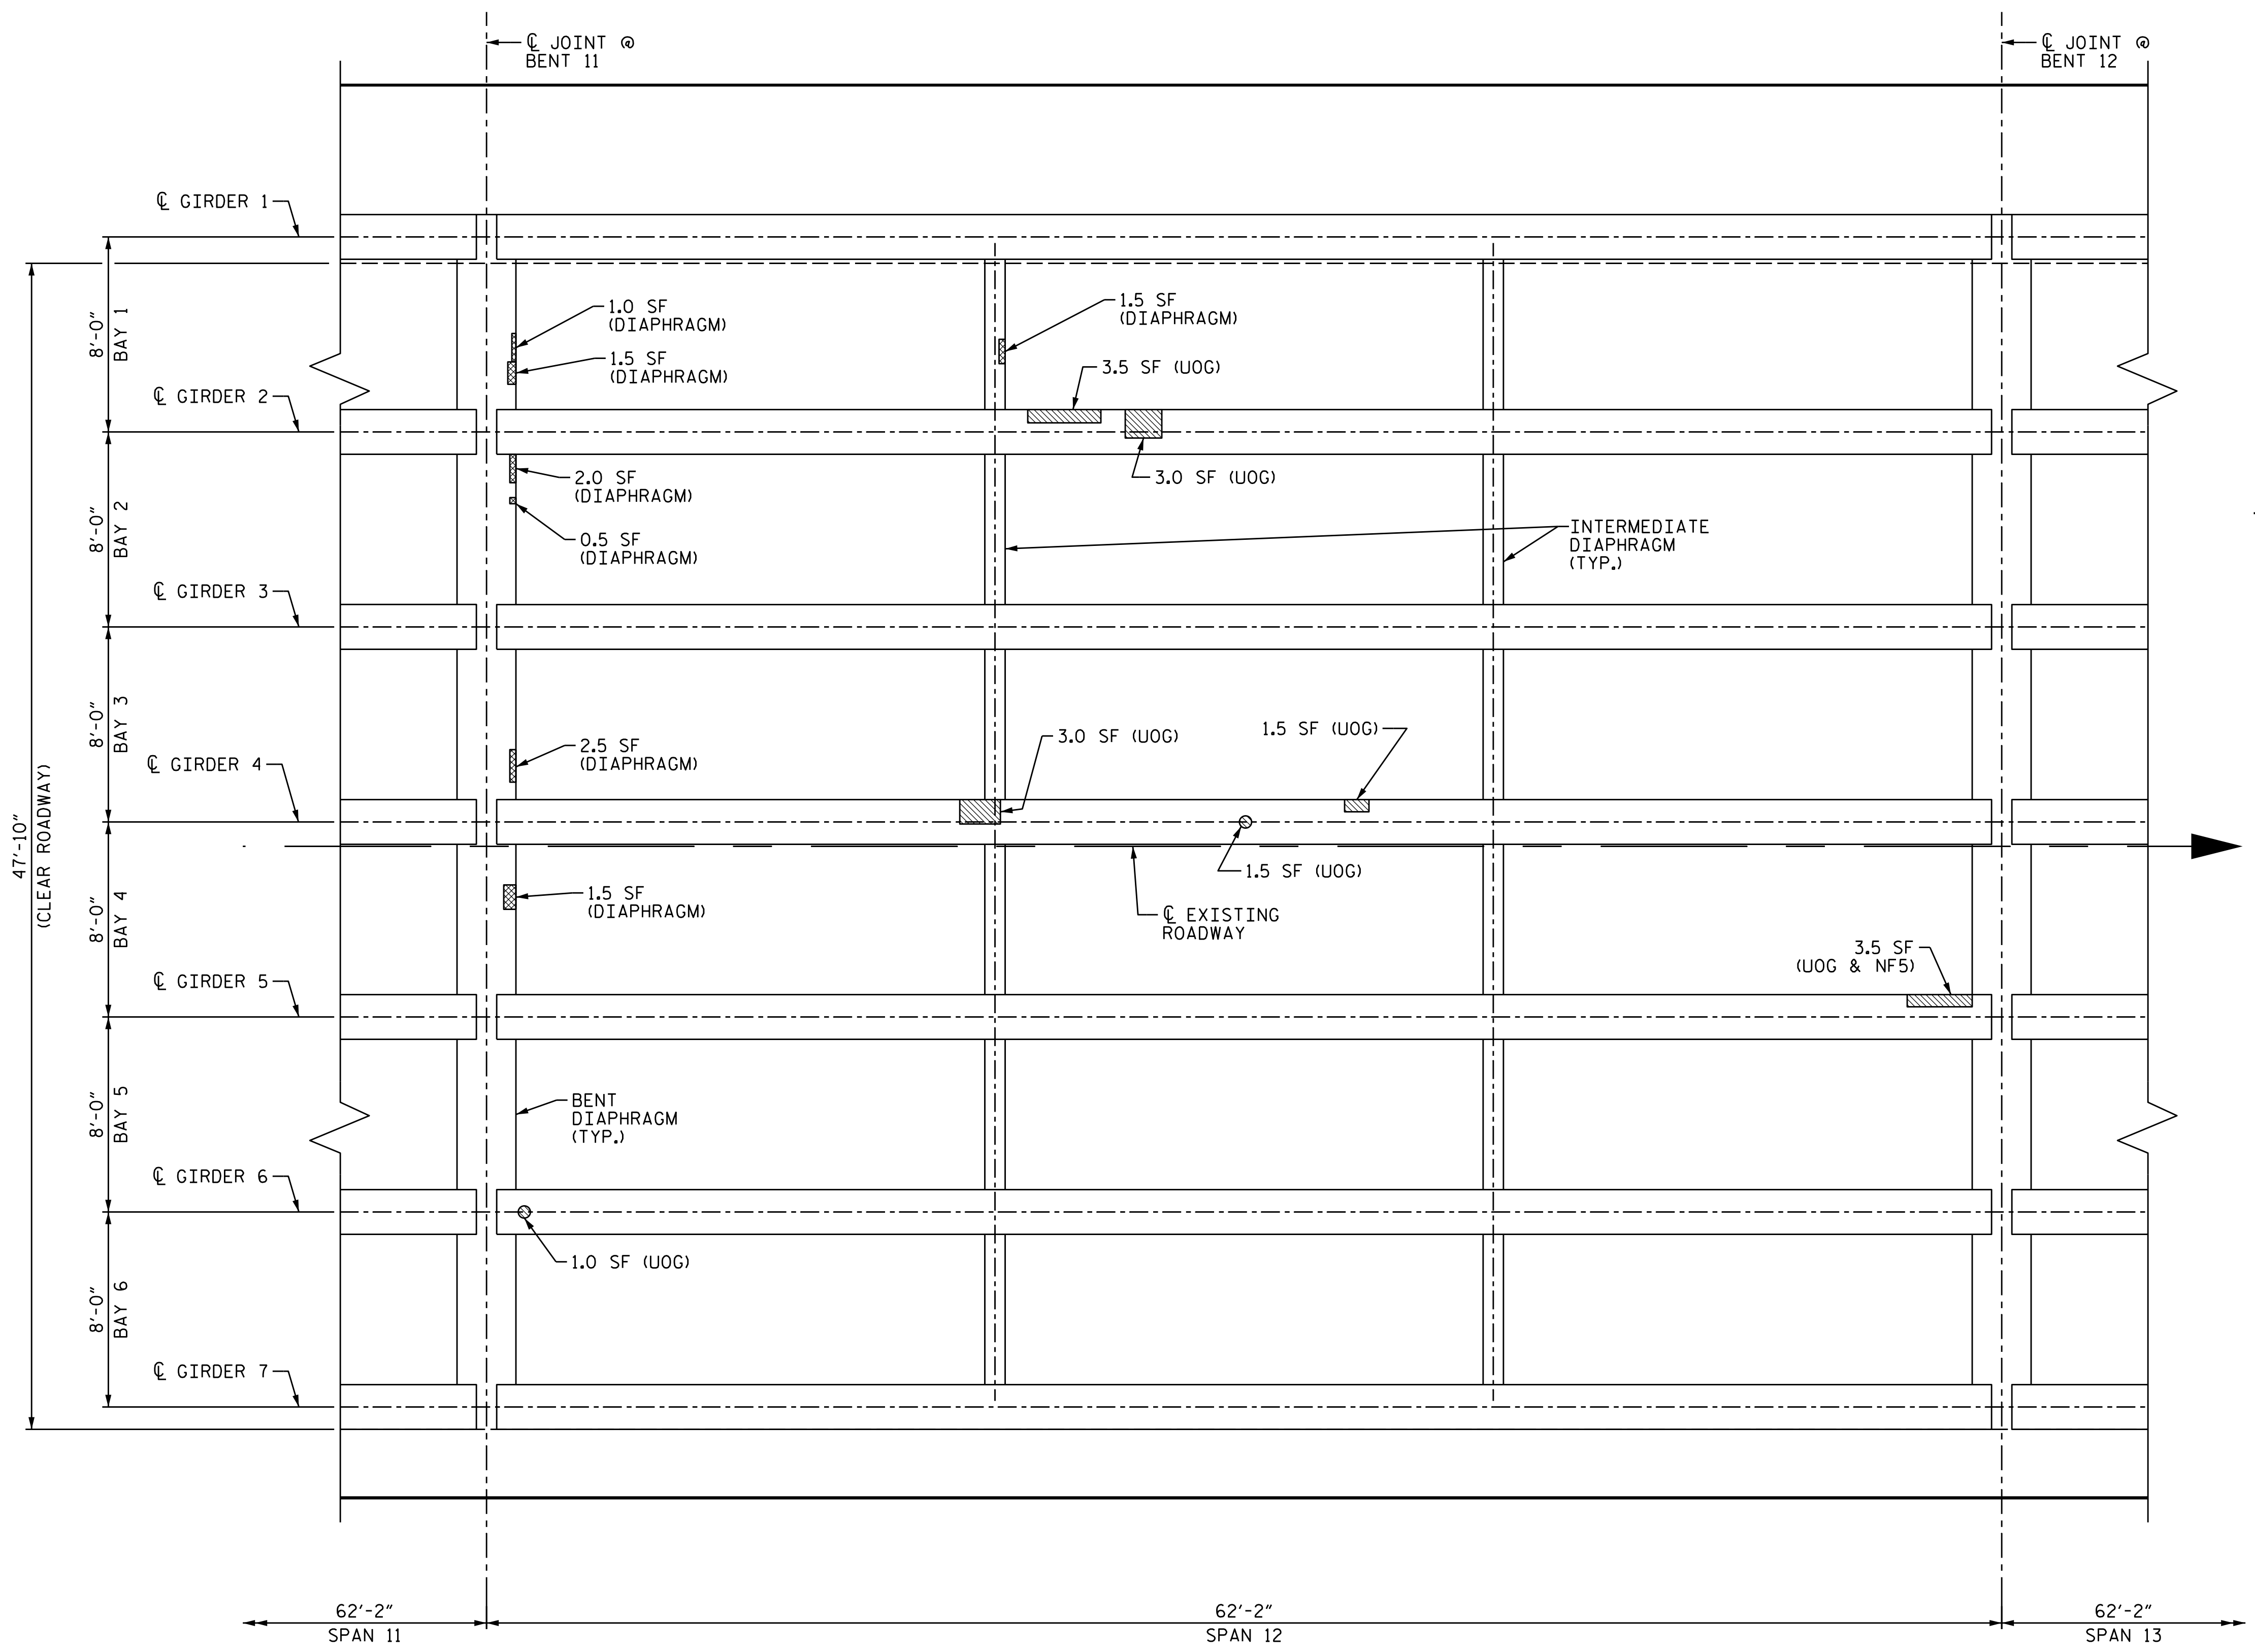 ℄ JOINT @
BENT 11
℄ JOINT @
BENT 12
℄ GIRDER 1
8'-0"
BAY 1
1.0 SF
(DIAPHRAGM)
1.5 SF
(DIAPHRAGM)
1.5 SF
(DIAPHRAGM)
3.5 SF (UOG)
℄ GIRDER 2
3.0 SF (UOG)
2.0 SF
(DIAPHRAGM)
0.5 SF
(DIAPHRAGM)
8'-0"
BAY 2
INTERMEDIATE
DIAPHRAGM
(TYP.)
℄ GIRDER 3
8'-0"
BAY 3
2.5 SF
(DIAPHRAGM)
3.0 SF (UOG)
1.5 SF (UOG)
℄ GIRDER 4
47'-10"
(CLEAR ROADWAY)
1.5 SF (UOG)
8'-0"
BAY 4
1.5 SF
(DIAPHRAGM)
℄ EXISTING
ROADWAY
3.5 SF
(UOG & NF5)
℄ GIRDER 5
8'-0"
BAY 5
BENT
DIAPHRAGM
(TYP.)
℄ GIRDER 6
1.0 SF (UOG)
8'-0"
BAY 6
℄ GIRDER 7
62'-2"
SPAN 11
62'-2"
SPAN 12
62'-2"
SPAN 13